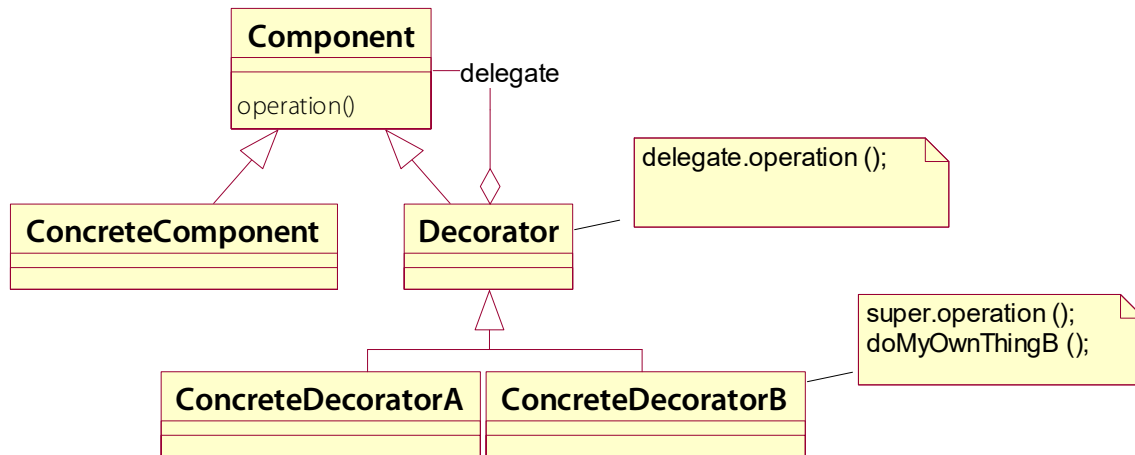 Component
delegate
operation()
delegate.operation ();
ConcreteComponent
Decorator
super.operation ();
doMyOwnThingB ();
ConcreteDecoratorA
ConcreteDecoratorB